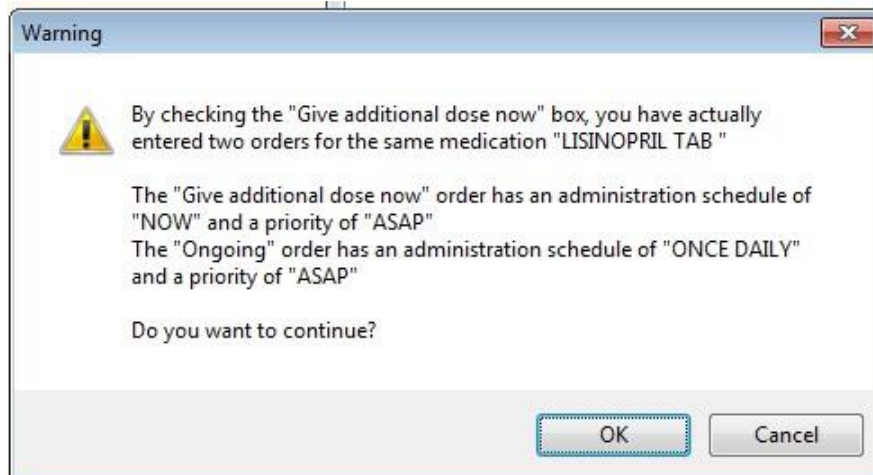 Warning
By checking the "Give additional dose now" box, you have actually
entered two orders for the same medication "LISINOPRIL TAB "
The "Give additional dose now" order has an administration schedule of
"NOW" and a priority of "ASAP"
The "Ongoing" order has an administration schedule of "ONCE DAILY"
and a priority of "ASAP"
Do you want to continue?
OK
Cancel